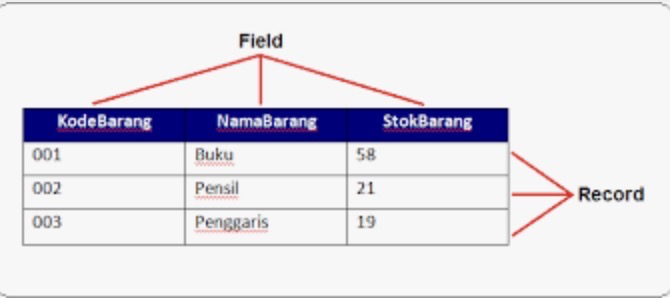 Field
KodeBarang NamaBarang StokBarang
001 Buku 58
002 Pensil 21
Record
003 Penggaris 19